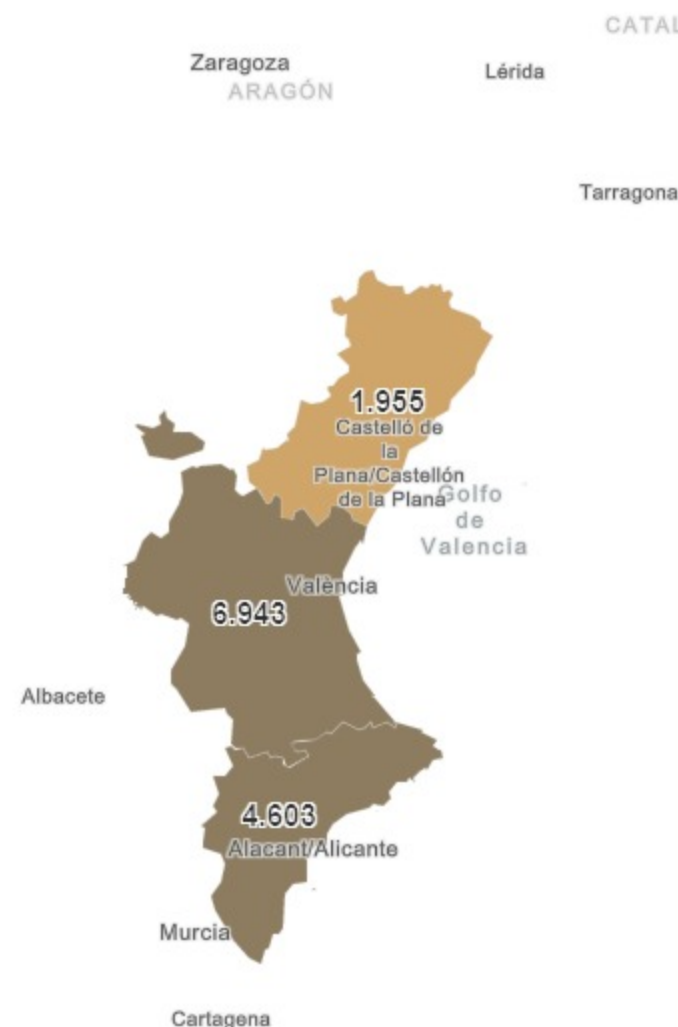 CATAL
Zaragoza
ARAGÓN
Lérida
Tarragona
1.955
Castelló de
la
Plana/Castellón
de la Plana
Golfo
de
Valencia
València
6.943
Albacete
4.603
Alacant/Alicante
Murcia
Cartagena